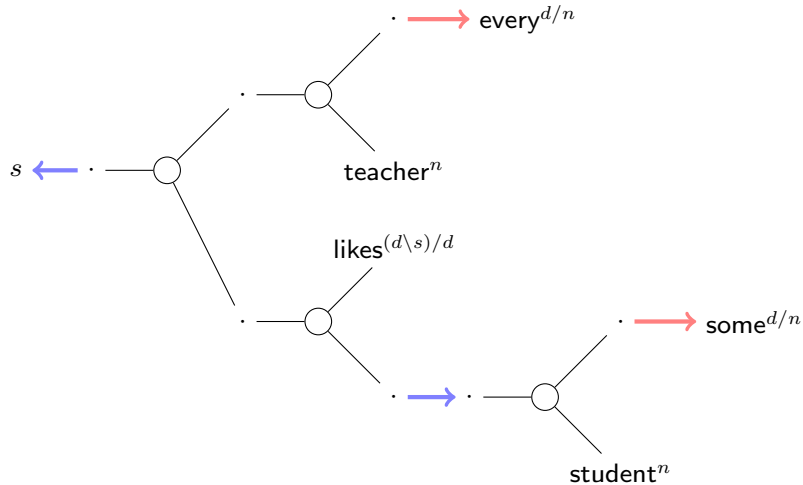 every^{d/n}
s
teacher^n
likes^{(d\s)/d}
some^{d/n}
student^n